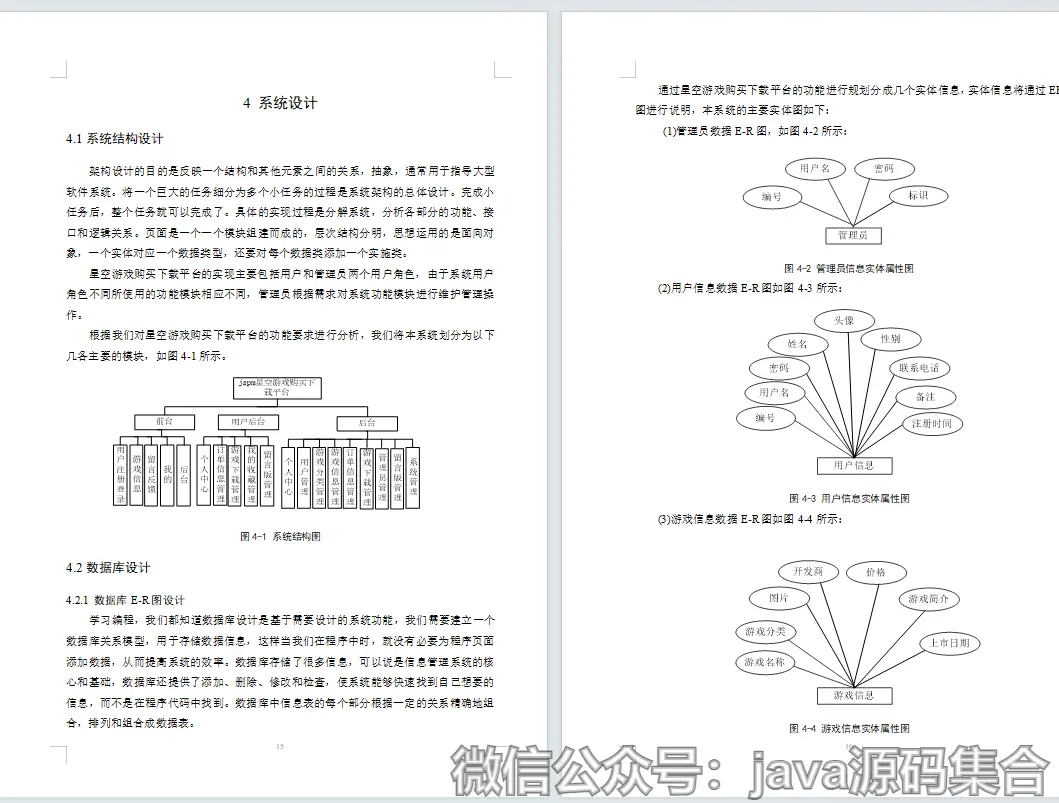 4 系统设计
4.1 系统结构设计
架构设计的目的是反映一个结构和其他元素之间的关系，抽象，通常用于指导大型
软件系统。将一个巨大的任务细分为多个小任务的过程是系统架构的总体设计。完成小
任务后，整个任务就可以完成了。具体的实现过程是分解系统，分析各部分的功能、接
口和逻辑关系。页面是一个一个模块组建而成的，层次结构分明，思想运用的是面向对
象，一个实体对应一个数据类型，还要对每个数据类添加一个实施类。
星空游戏购买下载平台的实现主要包括用户和管理员两个用户角色，由于系统用户
角色不同所使用的功能模块相应不同，管理员根据需求对系统功能模块进行维护管理操
作。
根据我们对星空游戏购买下载平台的功能要求进行分析，我们将本系统划分为以下
几各主要的模块，如图 4-1 所示。
jspm星空游戏购买下
载平台
前台
用户后台
后台
用户注册登录
游戏信息
留言反馈
我的
后台
个人中心
订单信息管理
游戏下载管理
我的收藏管理
留言版管理
个人中心
用户管理
游戏分类管理
游戏信息管理
订单信息管理
游戏下载管理
管理员管理
留言版管理
系统管理
图 4-1 系统结构图
4.2 数据库设计
4.2.1 数据库 E-R图设计
学习编程，我们都知道数据库设计是基于需要设计的系统功能，我们需要建立一个
数据库关系模型，用于存储数据信息，这样当我们在程序中时，就没有必要为程序页面
添加数据，从而提高系统的效率。数据库存储了很多信息，可以说是信息管理系统的核
心和基础，数据库还提供了添加、删除、修改和检查，使系统能够快速找到自己想要的
信息，而不是在程序代码中找到。数据库中信息表的每个部分根据一定的关系精确地组
合，排列和组合成数据表。
15
通过星空游戏购买下载平台的功能进行规划分成几个实体信息，实体信息将通过 ER
图进行说明，本系统的主要实体图如下：
(1)管理员数据 E-R 图，如图 4-2 所示：
用户名
密码
编号
标识
管理员
图 4-2 管理员信息实体属性图
(2)用户信息数据 E-R 图如图 4-3 所示：
头像
姓名
性别
密码
联系电话
用户名
备注
编号
注册时间
用户信息
图 4-3 用户信息实体属性图
(3)游戏信息数据 E-R 图如图 4-4 所示：
开发商
价格
图片
游戏简介
游戏分类
上市日期
游戏名称
游戏信息
图 4-4 游戏信息实体属性图
微信公众号：java源码集合